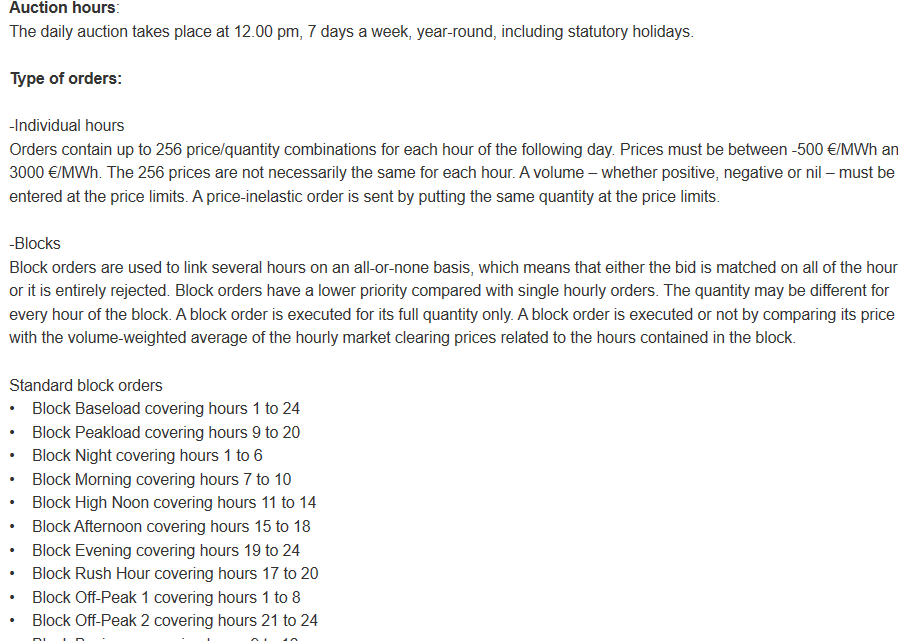 Auction hours:
The daily auction takes place at 12.00 pm, 7 days a week, year-round, including statutory holidays.
Type of orders:
-Individual hours
Orders contain up to 256 price/quantity combinations for each hour of the following day. Prices must be between -500 €/MWh an
3000 €/MWh. The 256 prices are not necessarily the same for each hour. A volume – whether positive, negative or nil – must be
entered at the price limits. A price-inelastic order is sent by putting the same quantity at the price limits.
-Blocks
Block orders are used to link several hours on an all-or-none basis, which means that either the bid is matched on all of the hour
or it is entirely rejected. Block orders have a lower priority compared with single hourly orders. The quantity may be different for
every hour of the block. A block order is executed for its full quantity only. A block order is executed or not by comparing its price
with the volume-weighted average of the hourly market clearing prices related to the hours contained in the block.
Standard block orders
• Block Baseload covering hours 1 to 24
• Block Peakload covering hours 9 to 20
• Block Night covering hours 1 to 6
• Block Morning covering hours 7 to 10
• Block High Noon covering hours 11 to 14
• Block Afternoon covering hours 15 to 18
• Block Evening covering hours 19 to 24
• Block Rush Hour covering hours 17 to 20
• Block Off-Peak 1 covering hours 1 to 8
• Block Off-Peak 2 covering hours 21 to 24